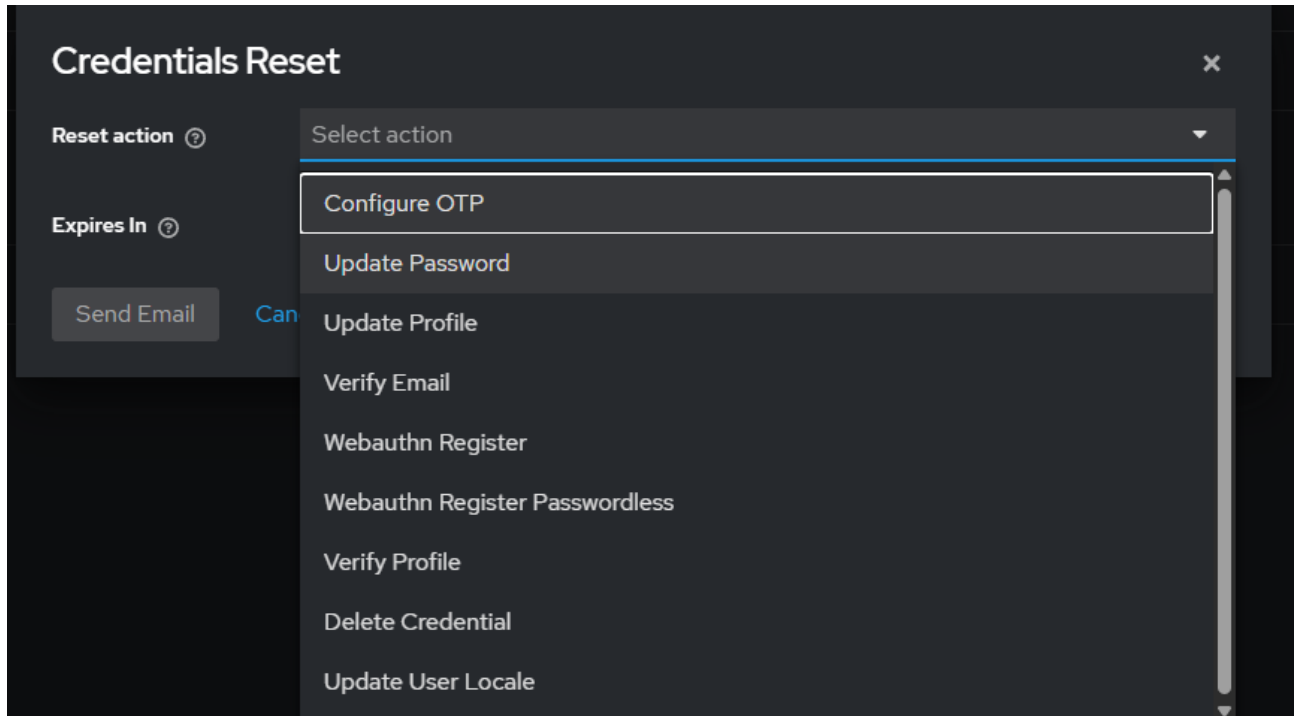 Credentials Reset
Reset action
Select action
Configure OTP
Expires In
Update Password
Send Email
Update Profile
Verify Email
Webauthn Register
Webauthn Register Passwordless
Verify Profile
Delete Credential
Update User Locale